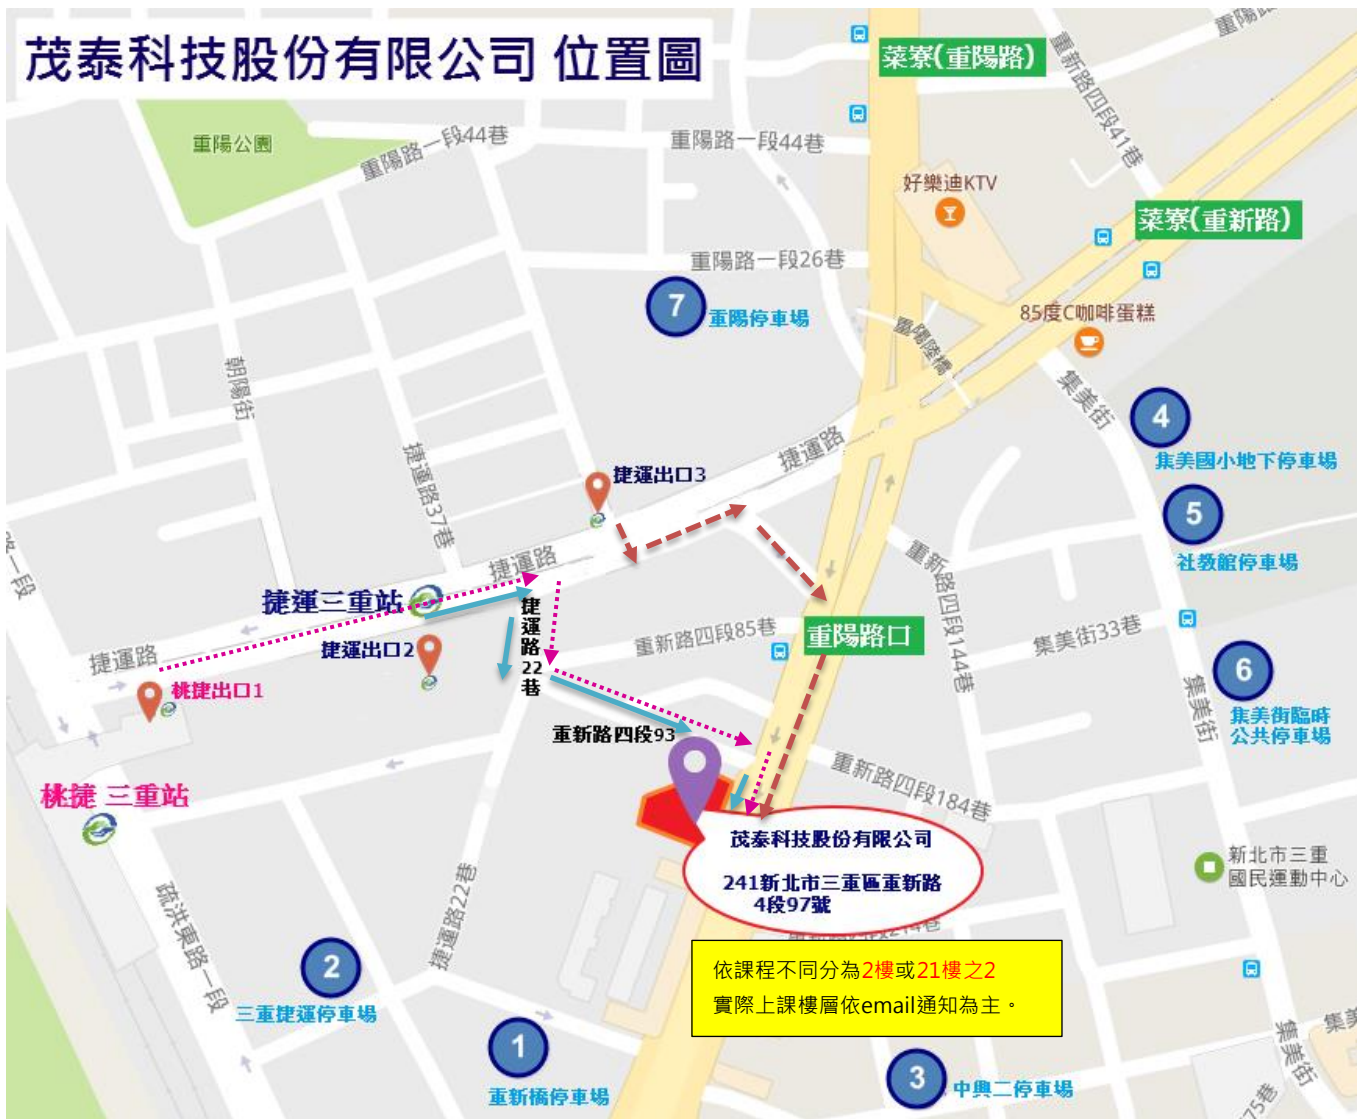 茂泰科技股份有限公司 位置圖
菜寮(重陽路)
重新路四段41巷
重陽公園
重陽路一段44巷
重陽路一段44巷
好樂迪KTV
菜寮(重新路)
重陽路一段26巷
7
重陽停車場
85度C咖啡蛋糕
重陽陸橋
朝陽街
集美街
4
集美國小地下停車場
捷運路37巷
捷運路
捷運出口3
5
社教館停車場
捷運路
重新路四段144巷
捷運三重站
捷運路22巷
重新路四段85巷
重陽路口
集美街33巷
捷運出口2
捷運路
桃捷出口1
6
集美街臨時
公共停車場
集美街
重新路四段93
重新路四段184巷
桃捷 三重站
茂泰科技股份有限公司
241新北市三重區重新路
4段97號
新北市三重
國民運動中心
疏洪東路一段
捷運路22巷
依課程不同分為2樓或21樓之2
實際上課樓層依email通知為主。
2
三重捷運停車場
1
重新橋停車場
3
中興二停車場
集美街
集美
75巷